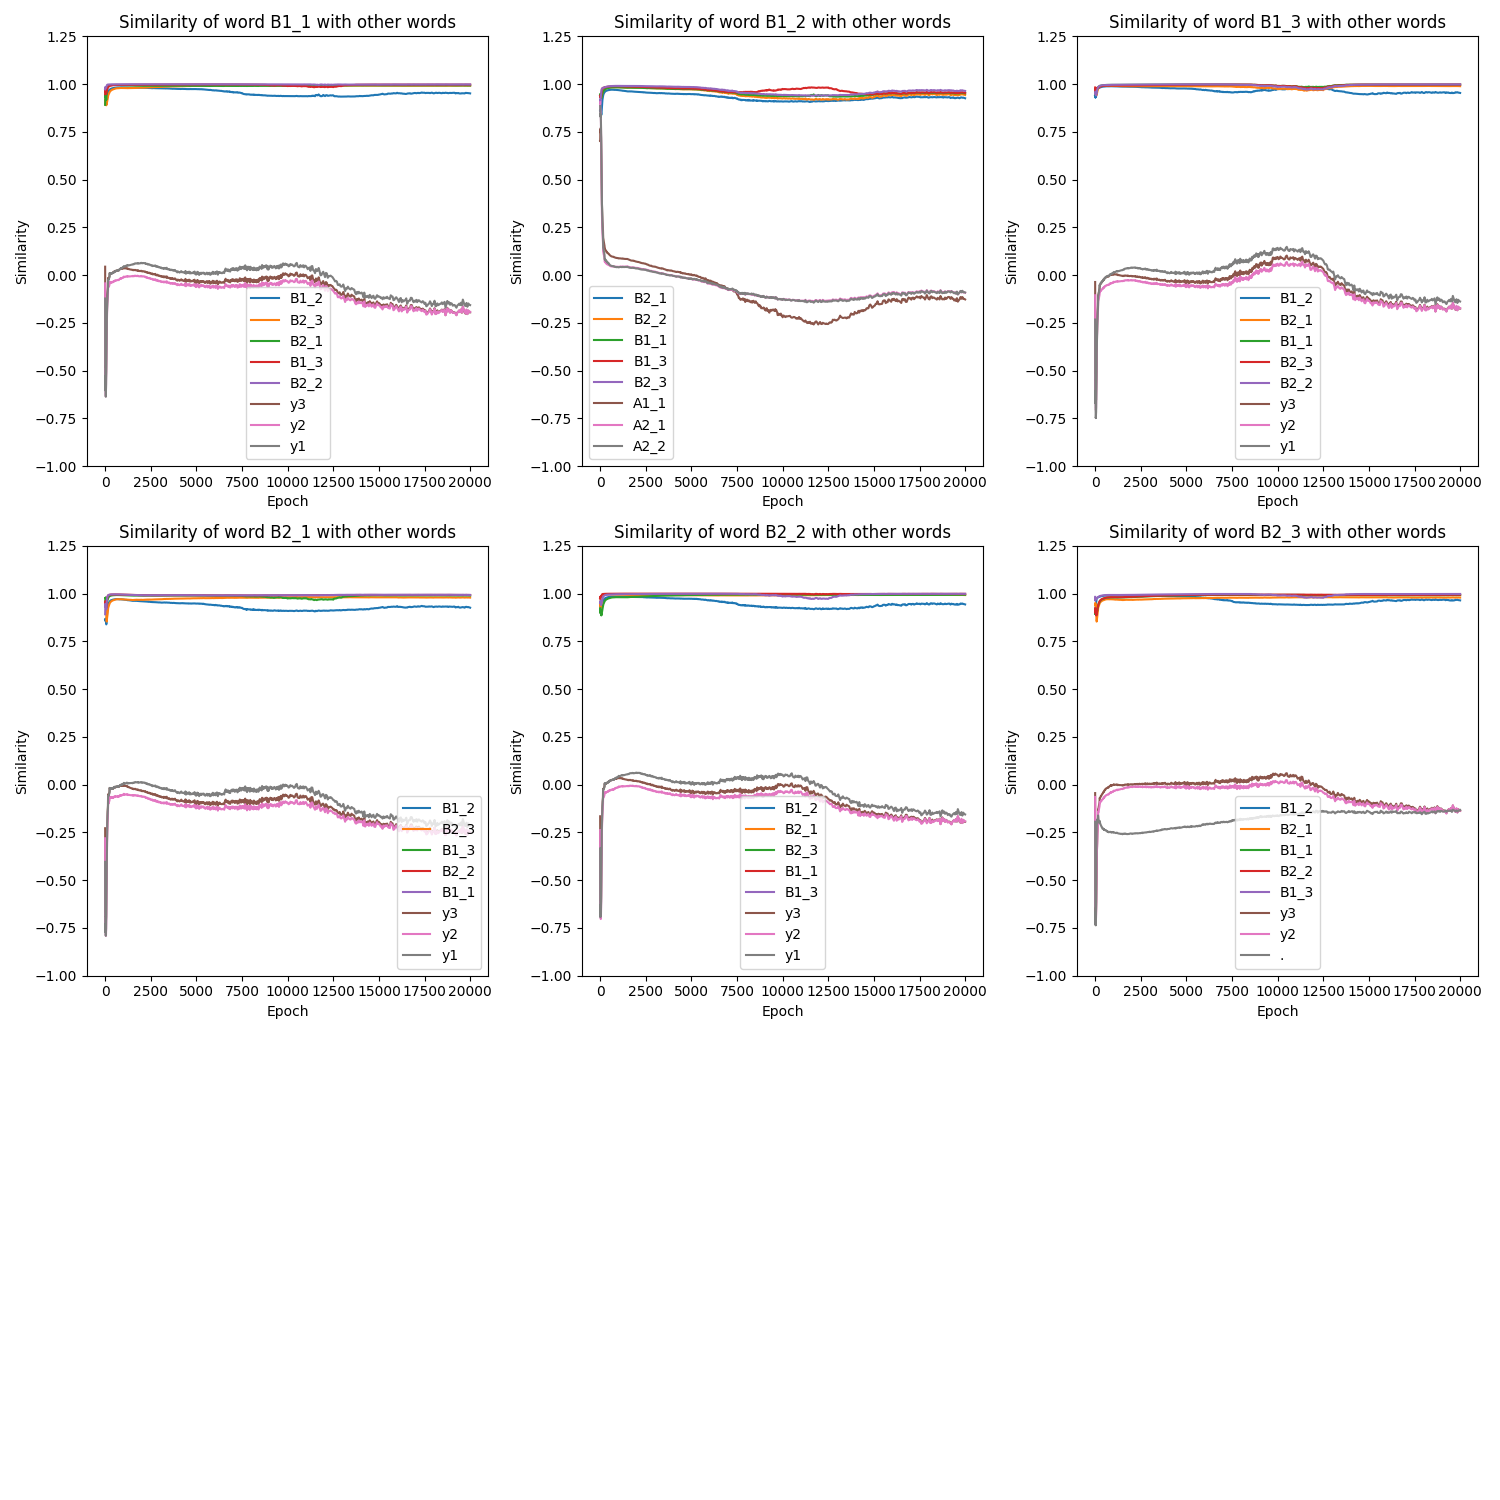 Similarity of word B1_1 with other words
1.25
1.00
0.75
0.50
0.25
0.00
−0.25
−0.50
−0.75
−1.00
Similarity
B1_2
B2_3
B2_1
B1_3
B2_2
y3
y2
y1
0 2500 5000 7500 10000 12500 15000 17500 20000
Epoch
Similarity of word B1_2 with other words
1.25
1.00
0.75
0.50
0.25
0.00
−0.25
−0.50
−0.75
−1.00
Similarity
B2_1
B2_2
B1_1
B1_3
B2_3
A1_1
A2_1
A2_2
0 2500 5000 7500 10000 12500 15000 17500 20000
Epoch
Similarity of word B1_3 with other words
1.25
1.00
0.75
0.50
0.25
0.00
−0.25
−0.50
−0.75
−1.00
Similarity
B1_2
B2_1
B1_1
B2_3
B2_2
y3
y2
y1
0 2500 5000 7500 10000 12500 15000 17500 20000
Epoch
Similarity of word B2_1 with other words
1.25
1.00
0.75
0.50
0.25
0.00
−0.25
−0.50
−0.75
−1.00
Similarity
B1_2
B2_3
B1_3
B2_2
B1_1
y3
y2
y1
0 2500 5000 7500 10000 12500 15000 17500 20000
Epoch
Similarity of word B2_2 with other words
1.25
1.00
0.75
0.50
0.25
0.00
−0.25
−0.50
−0.75
−1.00
Similarity
B1_2
B2_1
B2_3
B1_1
B1_3
y3
y2
y1
0 2500 5000 7500 10000 12500 15000 17500 20000
Epoch
Similarity of word B2_3 with other words
1.25
1.00
0.75
0.50
0.25
0.00
−0.25
−0.50
−0.75
−1.00
Similarity
B1_2
B2_1
B1_1
B2_2
B1_3
y3
y2
.
0 2500 5000 7500 10000 12500 15000 17500 20000
Epoch